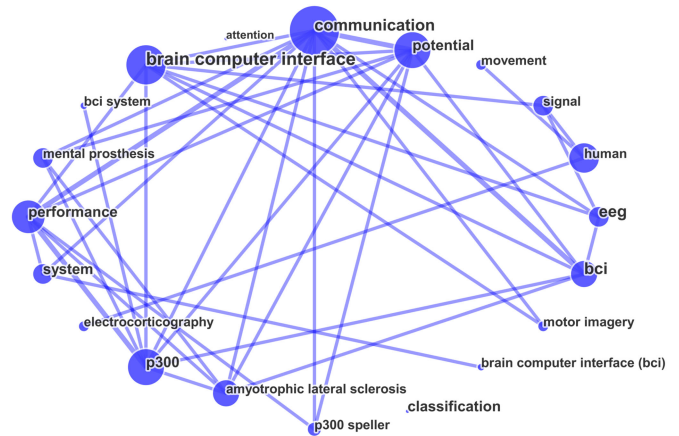 communication
attention
potential
brain computer interface
movement
bci system
signal
mental prosthesis
human
performance
eeg
system
bci
electrocorticography
motor imagery
p300
brain computer interface (bci)
amyotrophic lateral sclerosis
classification
p300 speller